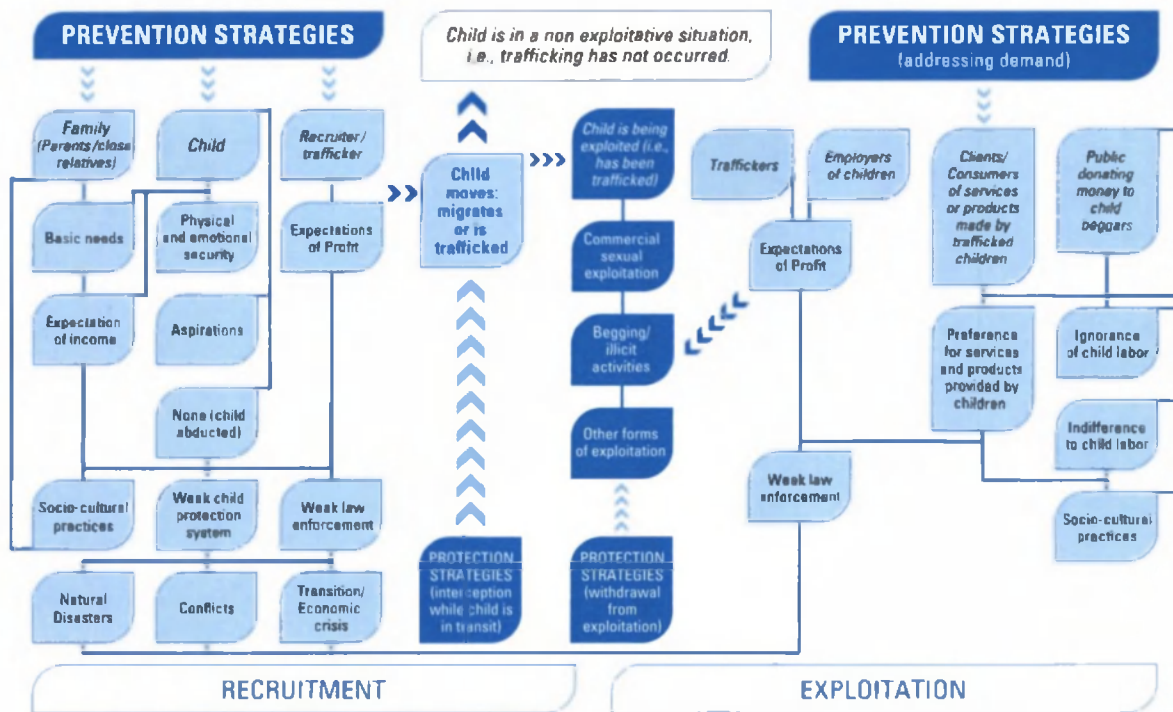 PREVENTION STRATEGIES
Child is in a non exploitative situation,
i.e., trafficking has not occurred.
PREVENTION STRATEGIES
(addressing demand)
Family
(Parents/close
relatives)
Child
Recruiter/
trafficker
Basic needs
Physical
and emotional
security
Expectations
of Profit
Expectation
of income
Aspirations
None (child
abducted)
Socio-cultural
practices
Weak child
protection
system
Weak law
enforcement
Natural
Disasters
Conflicts
Transition/
Economic
crisis
Child
moves:
migrates
or is
trafficked
PROTECTION
STRATEGIES
(interception
while child is
in transit)
Child is being
exploited (i.e.,
has been
trafficked)
Commercial
sexual
exploitation
Begging/
illicit
activities
Other forms
of exploitation
PROTECTION
STRATEGIES
(withdrawal
from
exploitation)
Traffickers
Employers
of children
Expectations
of Profit
Weak law
enforcement
Clients/
Consumers
of services
or products
made by
trafficked
children
Public
donating
money to
child
beggars
Preference
for services
and products
provided by
children
Ignorance
of child labor
Indifference
to child labor
Socio-cultural
practices
RECRUITMENT
EXPLOITATION